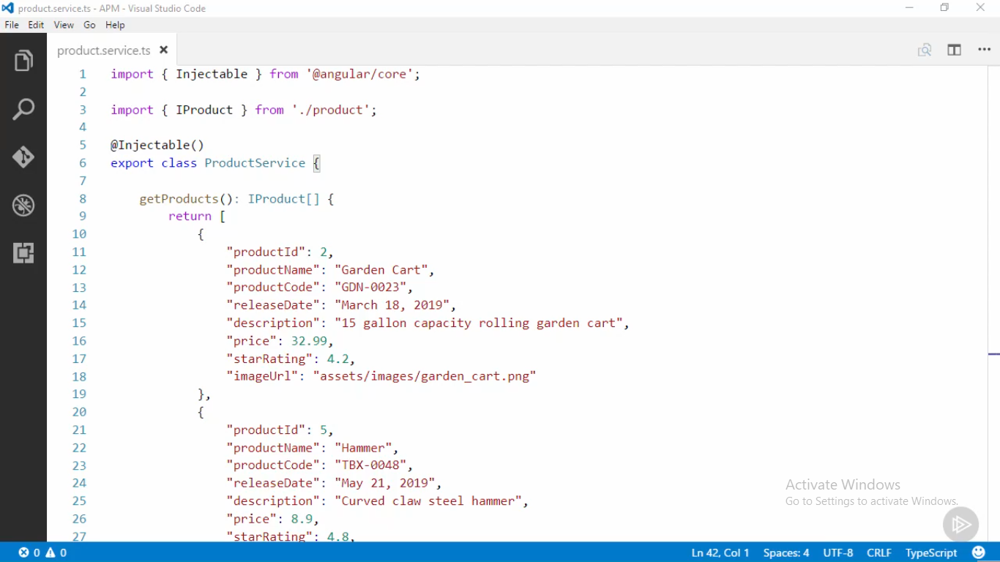 product.service.ts - APM - Visual Studio Code
File Edit View Go Help
product.service.ts
1 import { Injectable } from '@angular/core';
2
3 import { IProduct } from './product';
4
5 @Injectable()
6 export class ProductService {
7
8 getProducts(): IProduct[] {
9 return [
10 {
11 "productId": 2,
12 "productName": "Garden Cart",
13 "productCode": "GDN-0023",
14 "releaseDate": "March 18, 2019",
15 "description": "15 gallon capacity rolling garden cart",
16 "price": 32.99,
17 "starRating": 4.2,
18 "imageUrl": "assets/images/garden_cart.png"
19 },
20 {
21 "productId": 5,
22 "productName": "Hammer",
23 "productCode": "TBX-0048",
24 "releaseDate": "May 21, 2019",
25 "description": "Curved claw steel hammer",
26 "price": 8.9,
27 "starRating": 4.8,
Activate Windows
Go to Settings to activate Windows.
0 0 Ln 42, Col 1 Spaces: 4 UTF-8 CRLF TypeScript